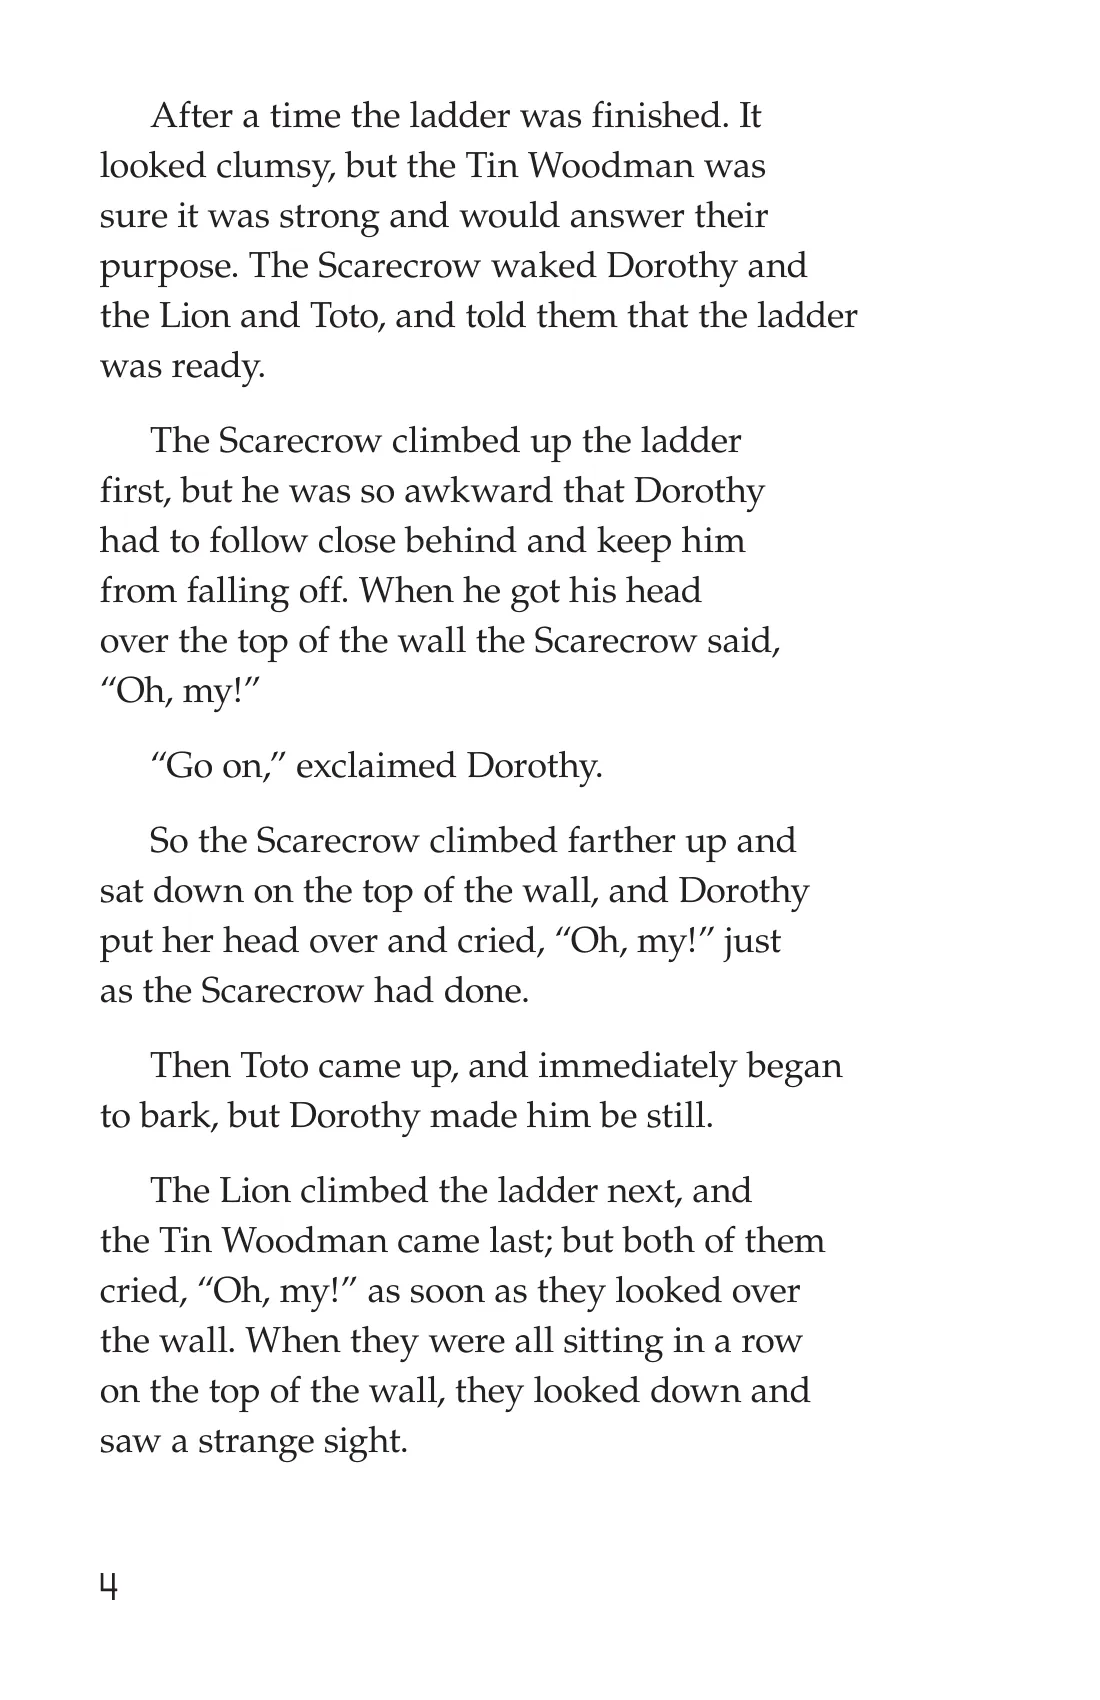 After a time the ladder was finished. It
looked clumsy, but the Tin Woodman was
sure it was strong and would answer their
purpose. The Scarecrow waked Dorothy and
the Lion and Toto, and told them that the ladder
was ready.
The Scarecrow climbed up the ladder
first, but he was so awkward that Dorothy
had to follow close behind and keep him
from falling off. When he got his head
over the top of the wall the Scarecrow said,
“Oh, my!”
“Go on,” exclaimed Dorothy.
So the Scarecrow climbed farther up and
sat down on the top of the wall, and Dorothy
put her head over and cried, “Oh, my!” just
as the Scarecrow had done.
Then Toto came up, and immediately began
to bark, but Dorothy made him be still.
The Lion climbed the ladder next, and
the Tin Woodman came last; but both of them
cried, “Oh, my!” as soon as they looked over
the wall. When they were all sitting in a row
on the top of the wall, they looked down and
saw a strange sight.
4